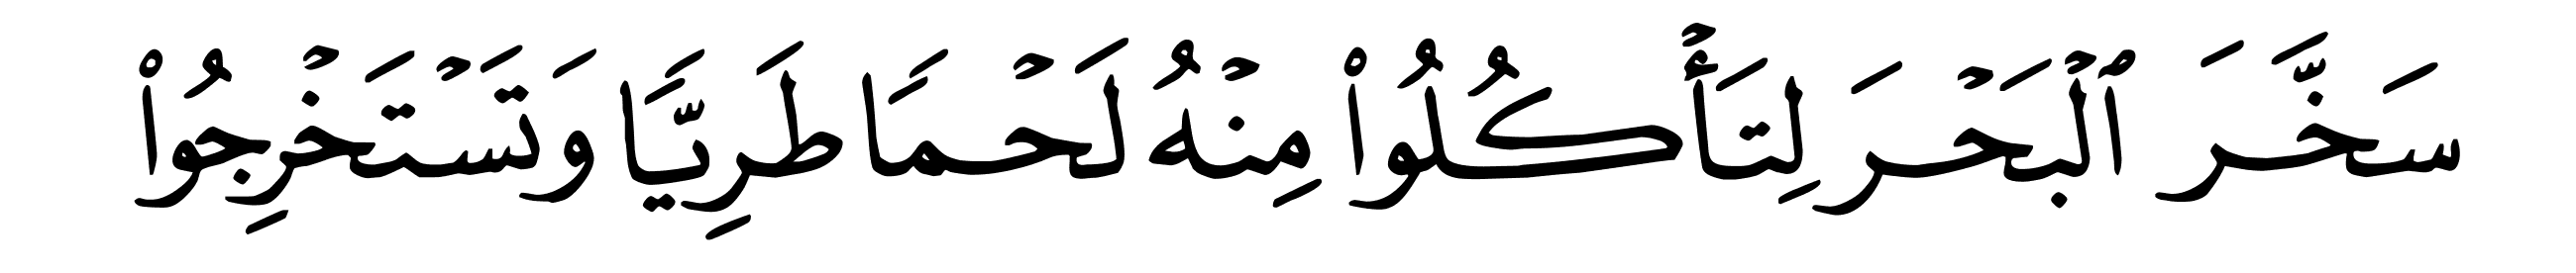 سَخَّرَ ٱلْبَحْرَ لِتَأْكُلُوا۟ مِنْهُ لَحْمًا طَرِيًّا وَتَسْتَخْرِجُوا۟